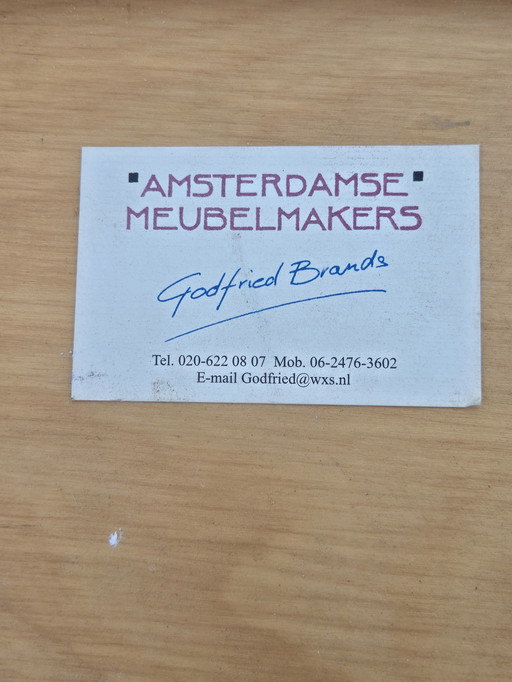 AMSTERDAMSE
MEUBELMAKERS
Godfried Brands
Tel. 020-622 08 07 Mob. 06-2476-3602
E-mail Godfried@wxs.nl